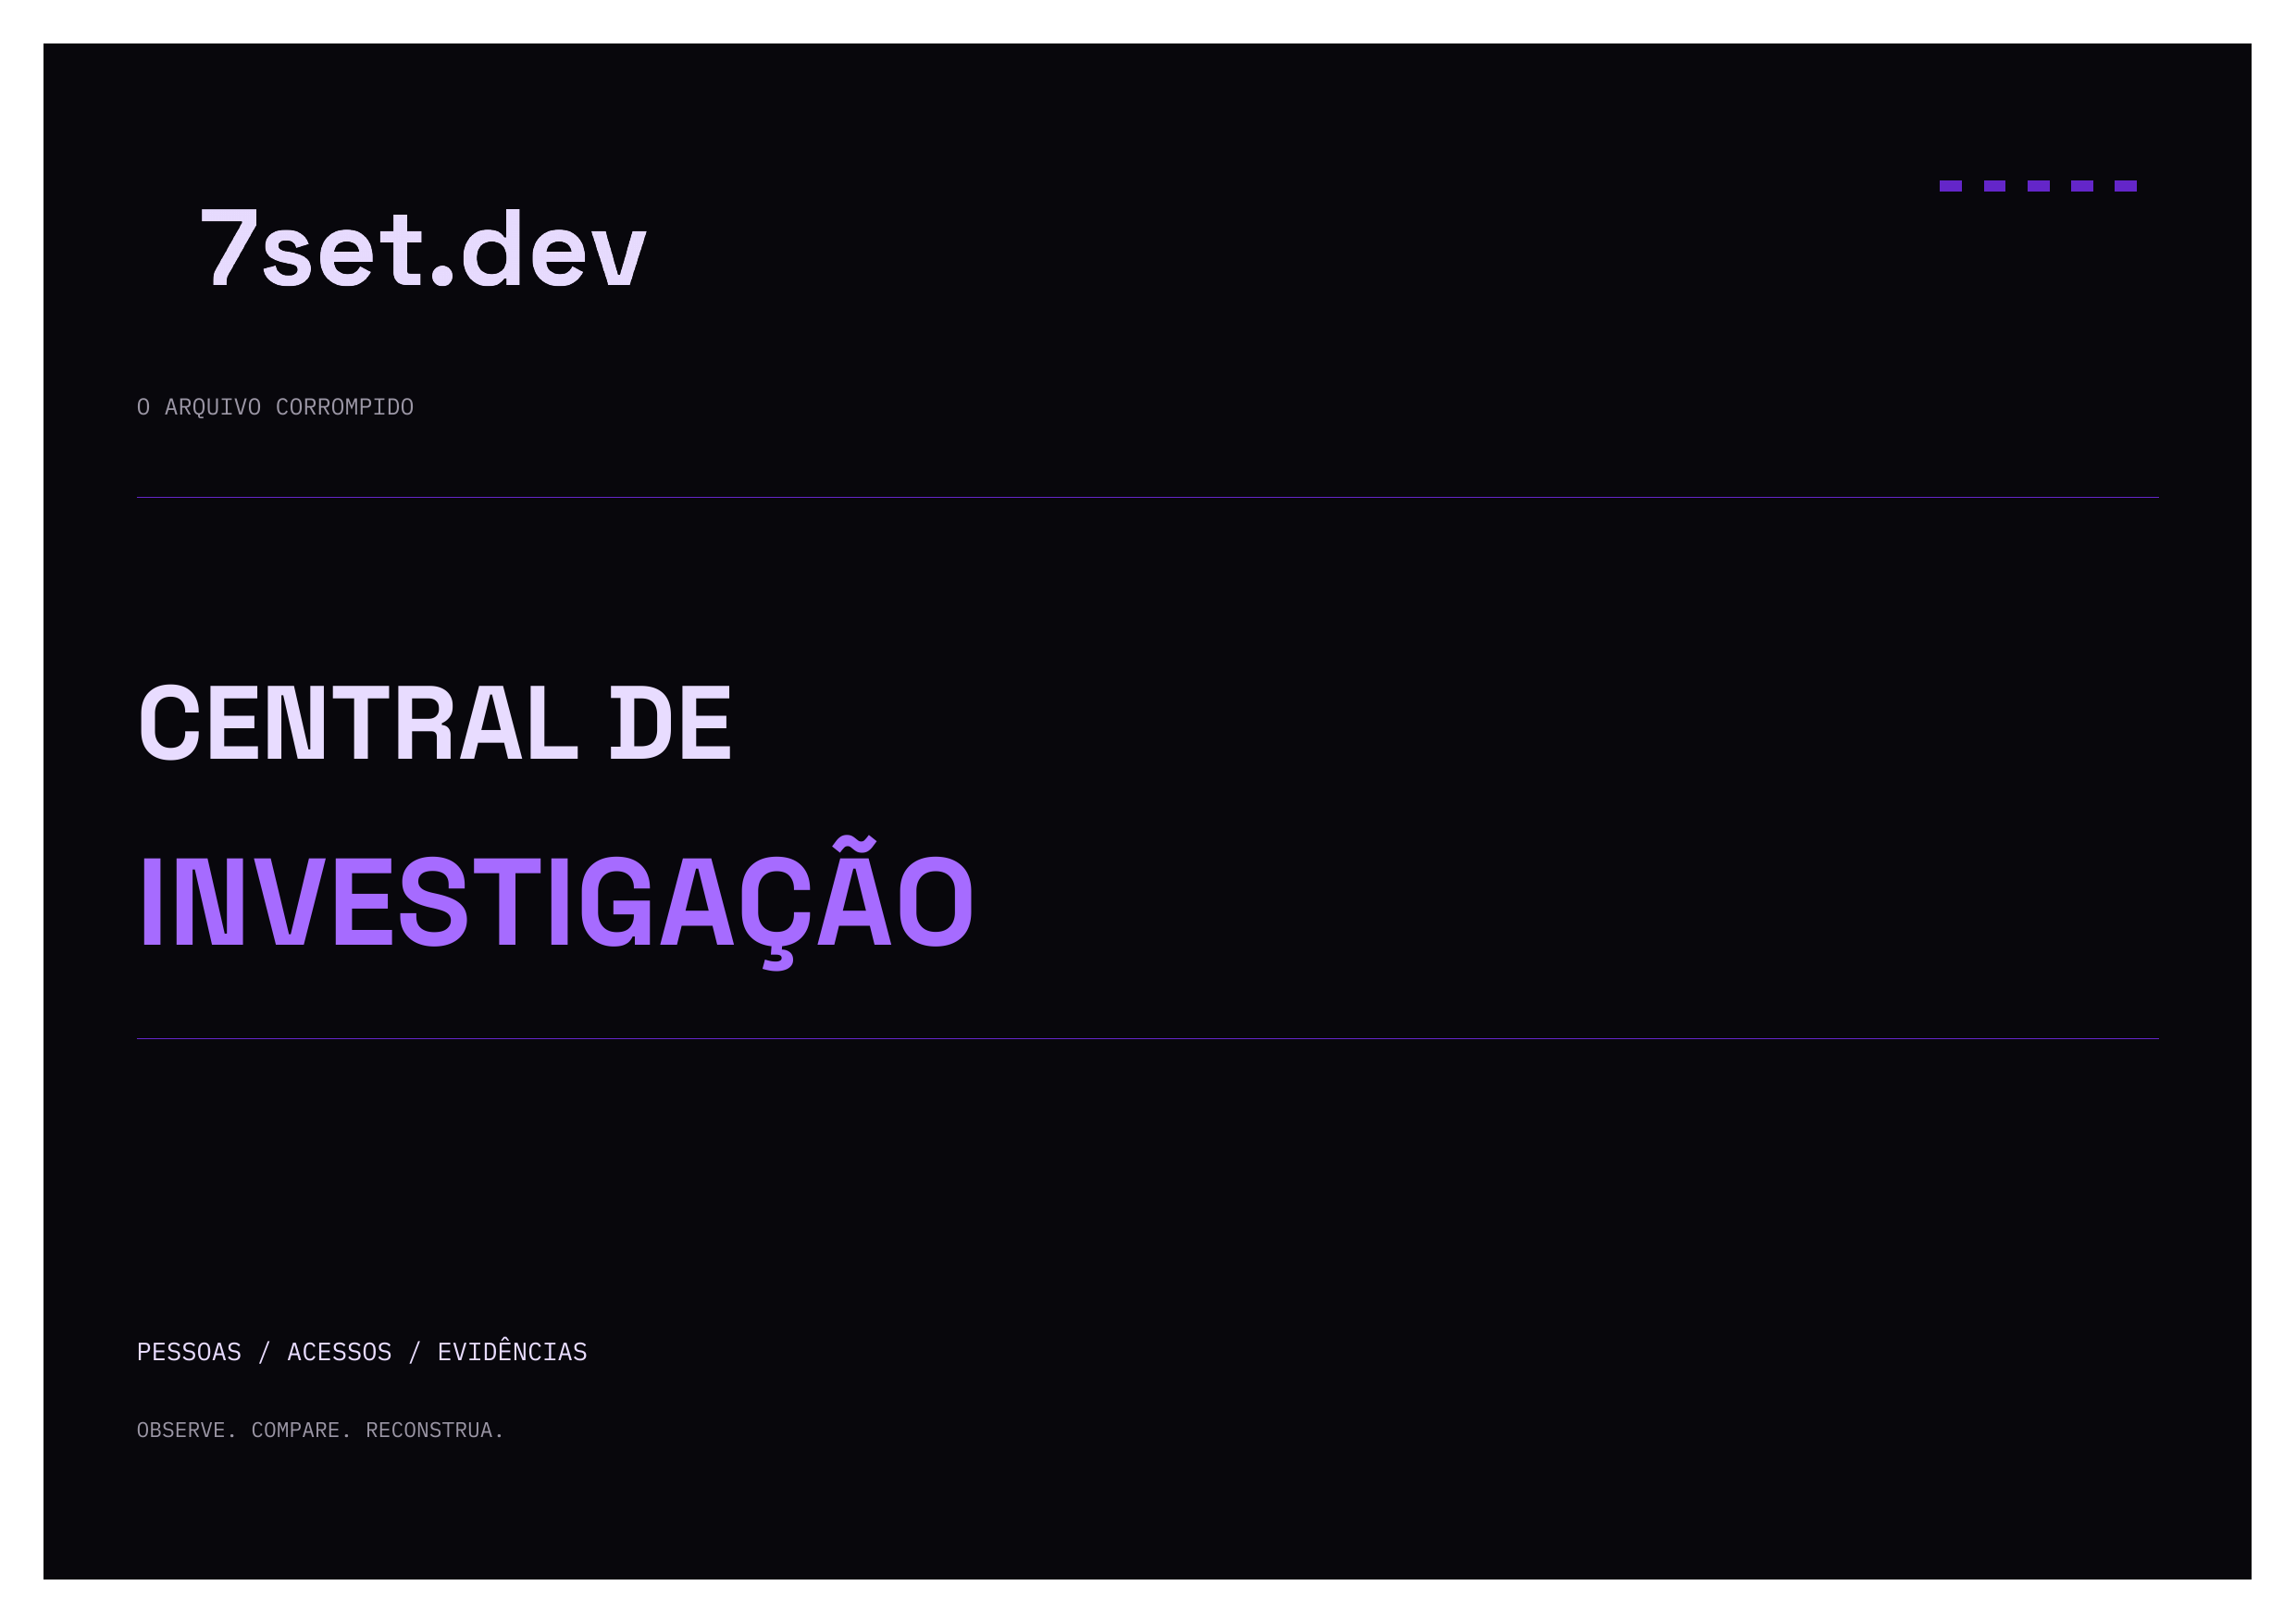 7set.dev
O ARQUIVO CORROMPIDO
CENTRAL DE
INVESTIGAÇÃO
PESSOAS / ACESSOS / EVIDÊNCIAS
OBSERVE. COMPARE. RECONSTRUA.